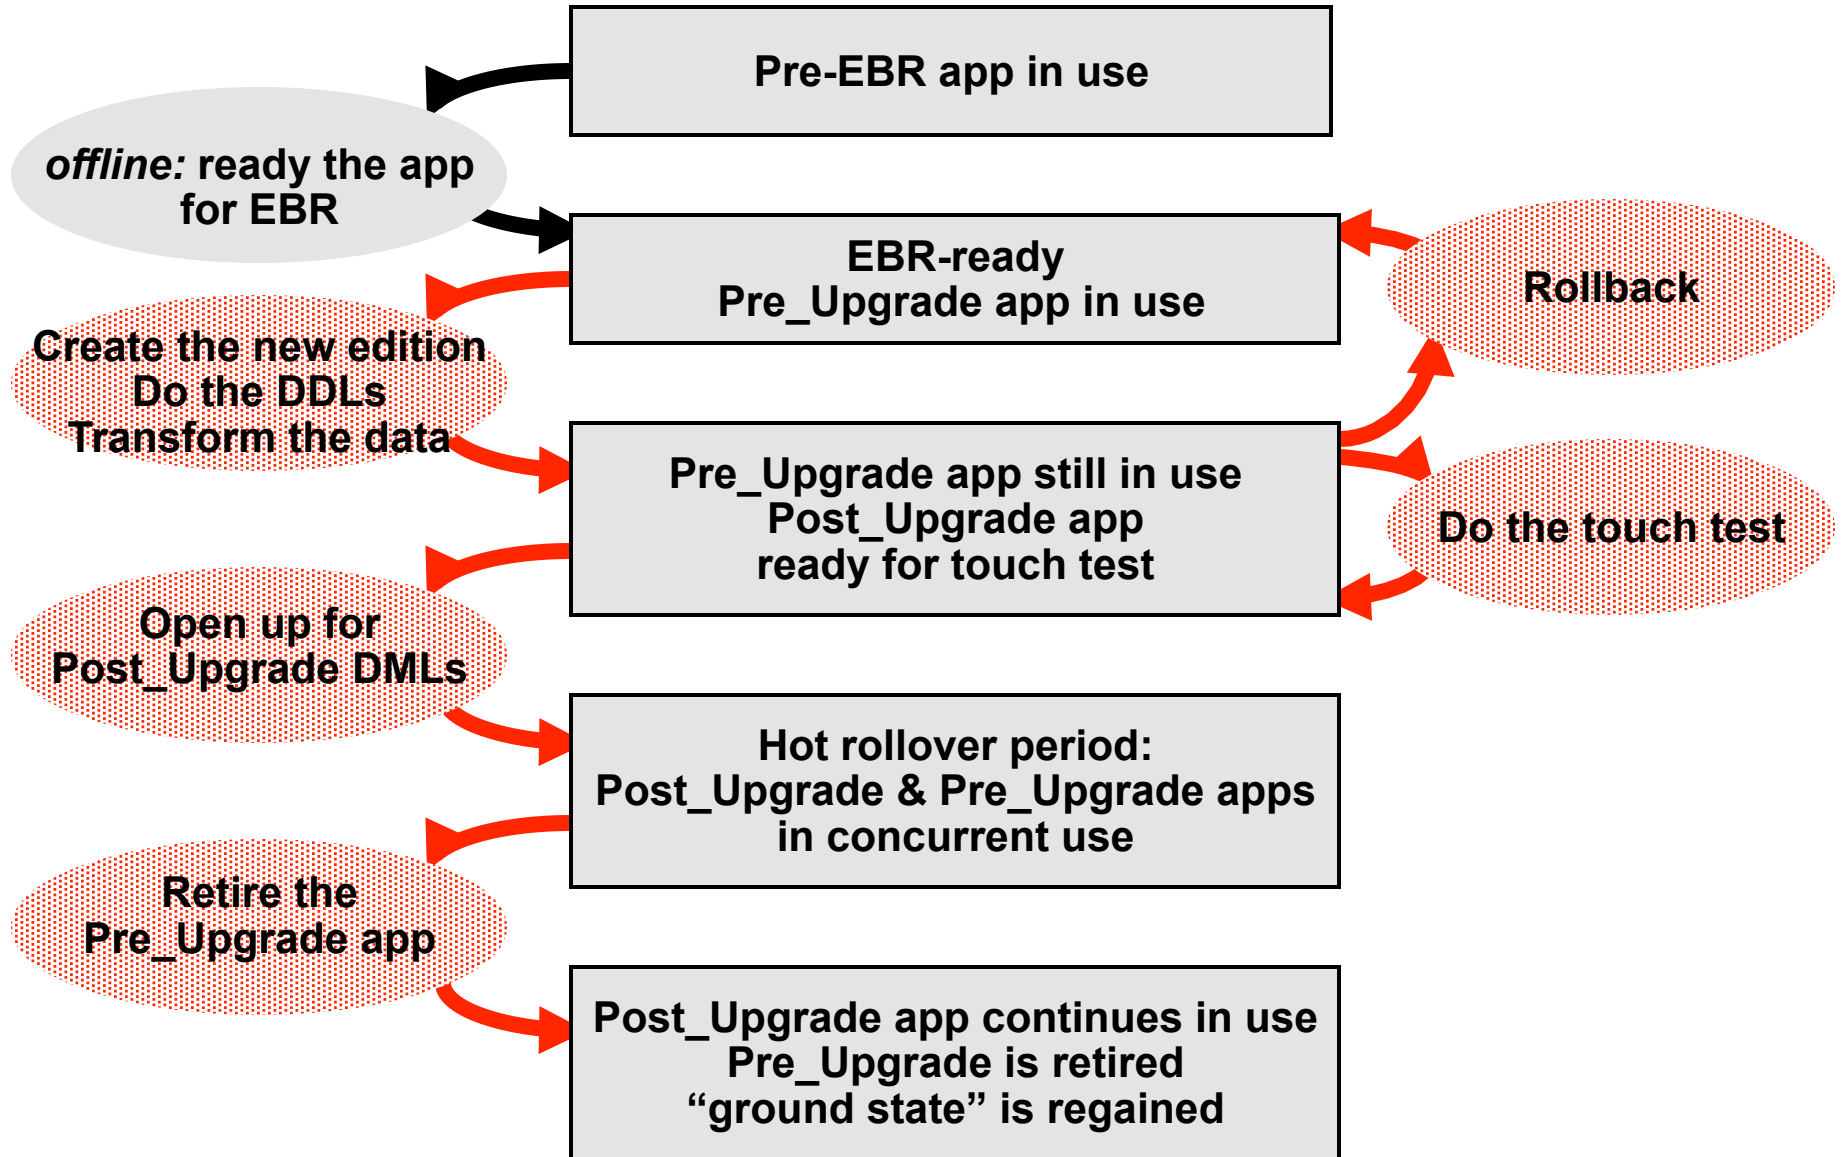 Pre-EBR app in use
offline: ready the app
for EBR
EBR-ready
Pre_Upgrade app in use
Rollback
Create the new edition
Do the DDLs
Transform the data
Pre_Upgrade app still in use
Post_Upgrade app
ready for touch test
Do the touch test
Open up for
Post_Upgrade DMLs
Hot rollover period:
Post_Upgrade & Pre_Upgrade apps
in concurrent use
Retire the
Pre_Upgrade app
Post_Upgrade app continues in use
Pre_Upgrade is retired
“ground state” is regained